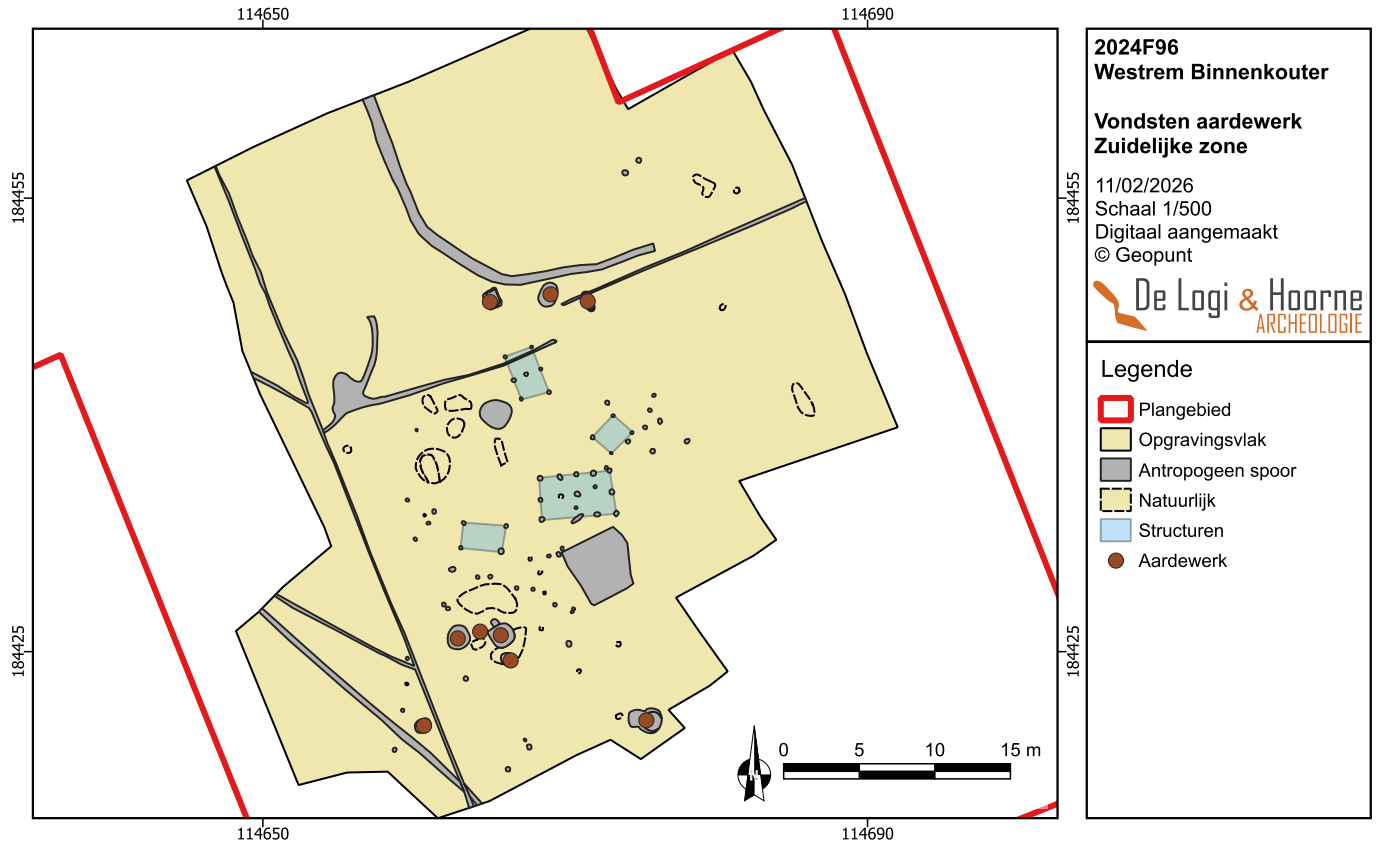 114650
114690
184455
184455
184425
184425
114650
114690
N
0 5 10 15 m
2024F96
Westrem Binnenkouter
Vondsten aardewerk
Zuidelijke zone
11/02/2026
Schaal 1/500
Digitaal aangemaakt
© Geopunt
De Logi & Hoorne
ARCHEOLOGIE
Legende
Plangebied
Opgravingsvlak
Antropogeen spoor
Natuurlijk
Structuren
Aardewerk